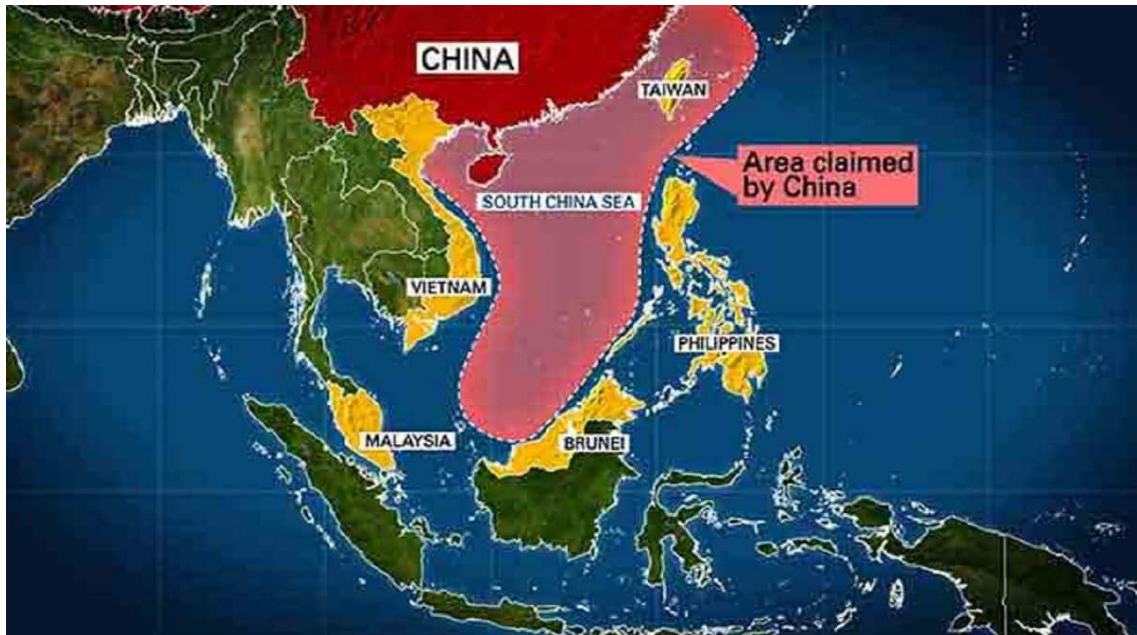 CHINA
TAIWAN
Area claimed
by China
SOUTH CHINA SEA
VIETNAM
PHILIPPINES
MALAYSIA
BRUNEI